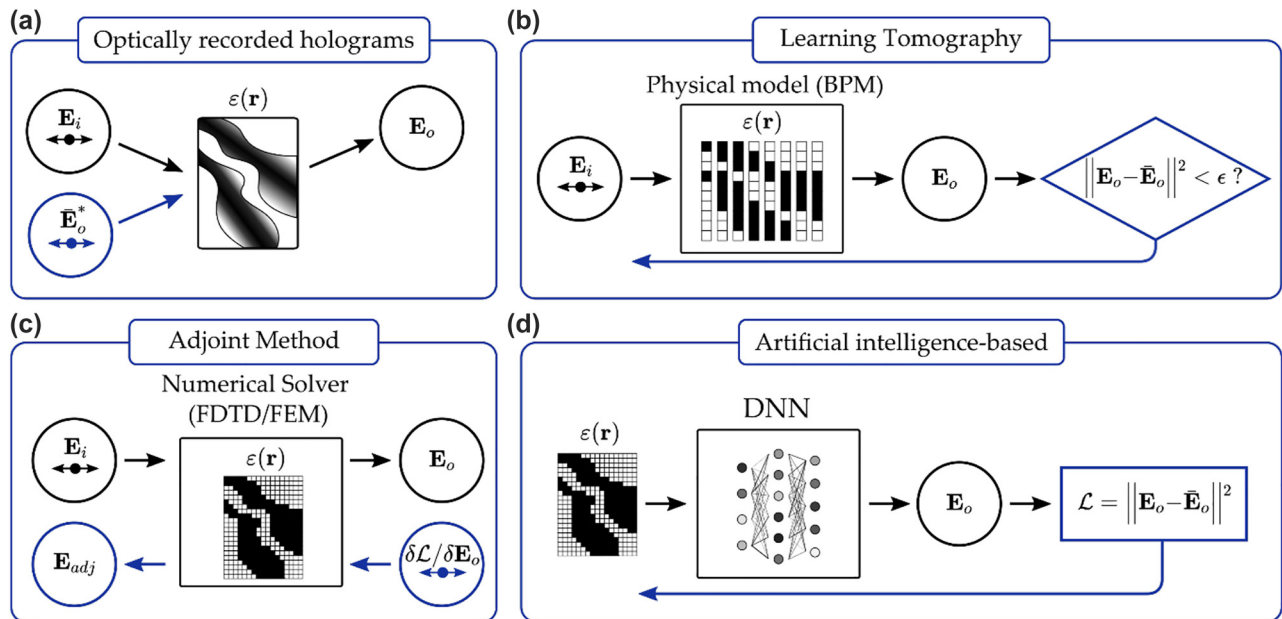 (a)
Optically recorded holograms
E_i
Ē_o^*
ε(r)
E_o
(b)
Learning Tomography
Physical model (BPM)
ε(r)
E_i
E_o
||E_o−Ē_o||² < ϵ ?
(c)
Adjoint Method
Numerical Solver
(FDTD/FEM)
ε(r)
E_i
E_o
E_adj
δℒ/δE_o
(d)
Artificial intelligence-based
DNN
ε(r)
E_o
ℒ = ||E_o−Ē_o||²